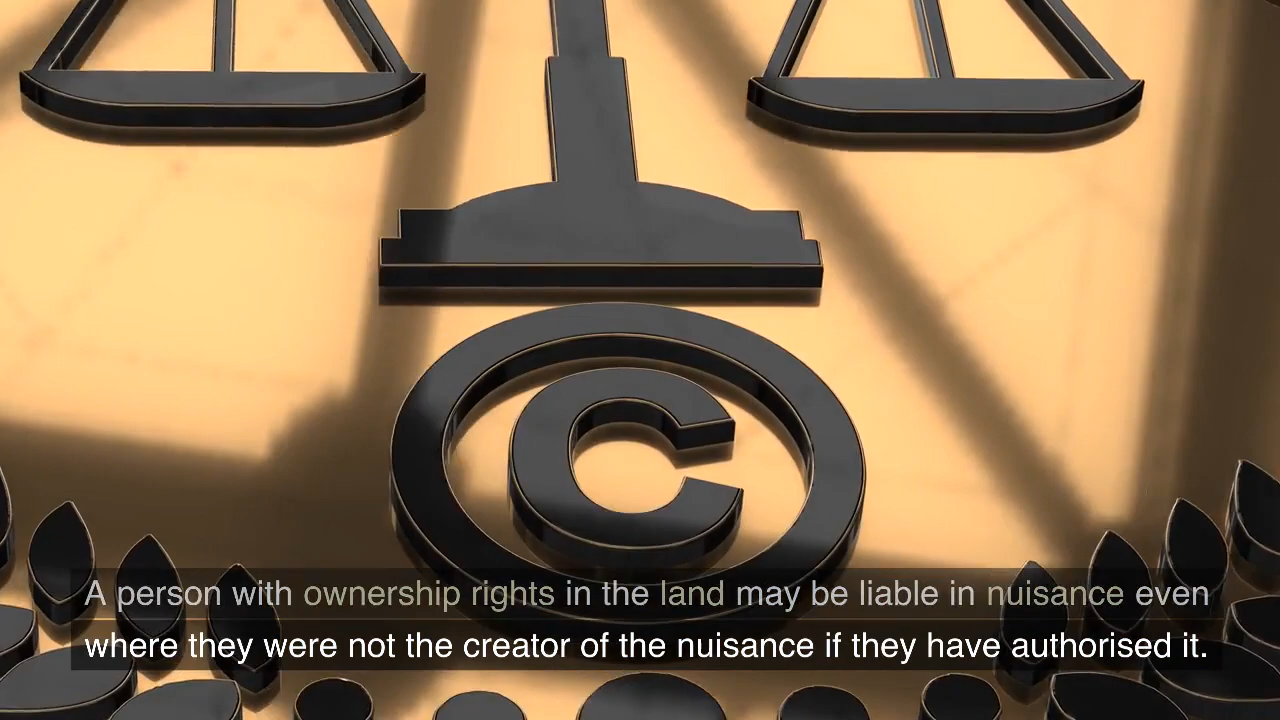 ©
A person with ownership rights in the land may be liable in nuisance even
where they were not the creator of the nuisance if they have authorised it.